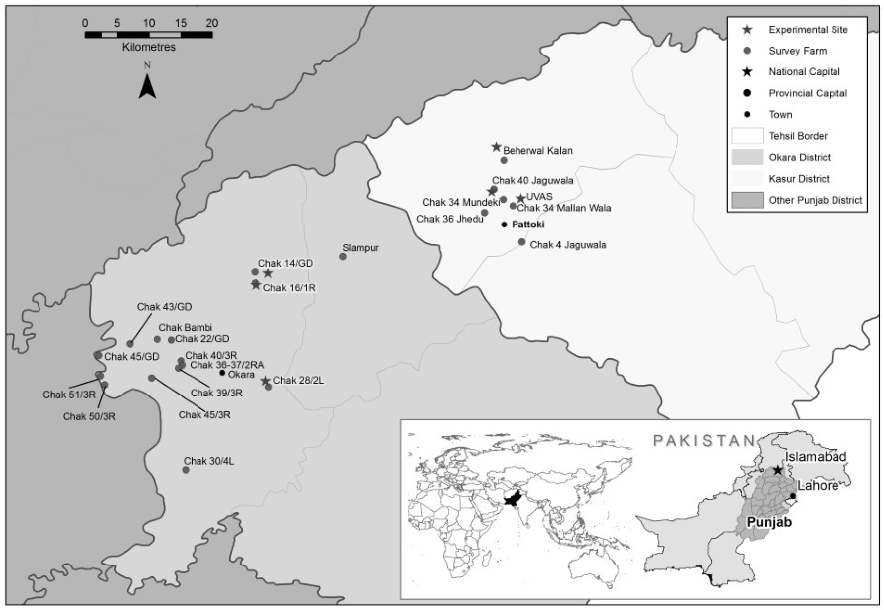 0 5 10 15 20
Kilometres
N
Experimental Site
Survey Farm
National Capital
Provincial Capital
Town
Tehsil Border
Okara District
Kasur District
Other Punjab District
Beherwal Kalan
Chak 40 Jaguwala
UVAS
Chak 34 Mundeki
Chak 34 Mallan Wala
Chak 36 Jhedu
Pattoki
Chak 4 Jaguwala
Slampur
Chak 14/GD
Chak 16/1R
Chak 43/GD
Chak Bambi
Chak 22/GD
Chak 45/GD
Chak 40/3R
Chak 36-37/2RA
Okara
Chak 28/2L
Chak 51/3R
Chak 39/3R
Chak 50/3R
Chak 45/3R
Chak 30/4L
PAKISTAN
Islamabad
Lahore
Punjab